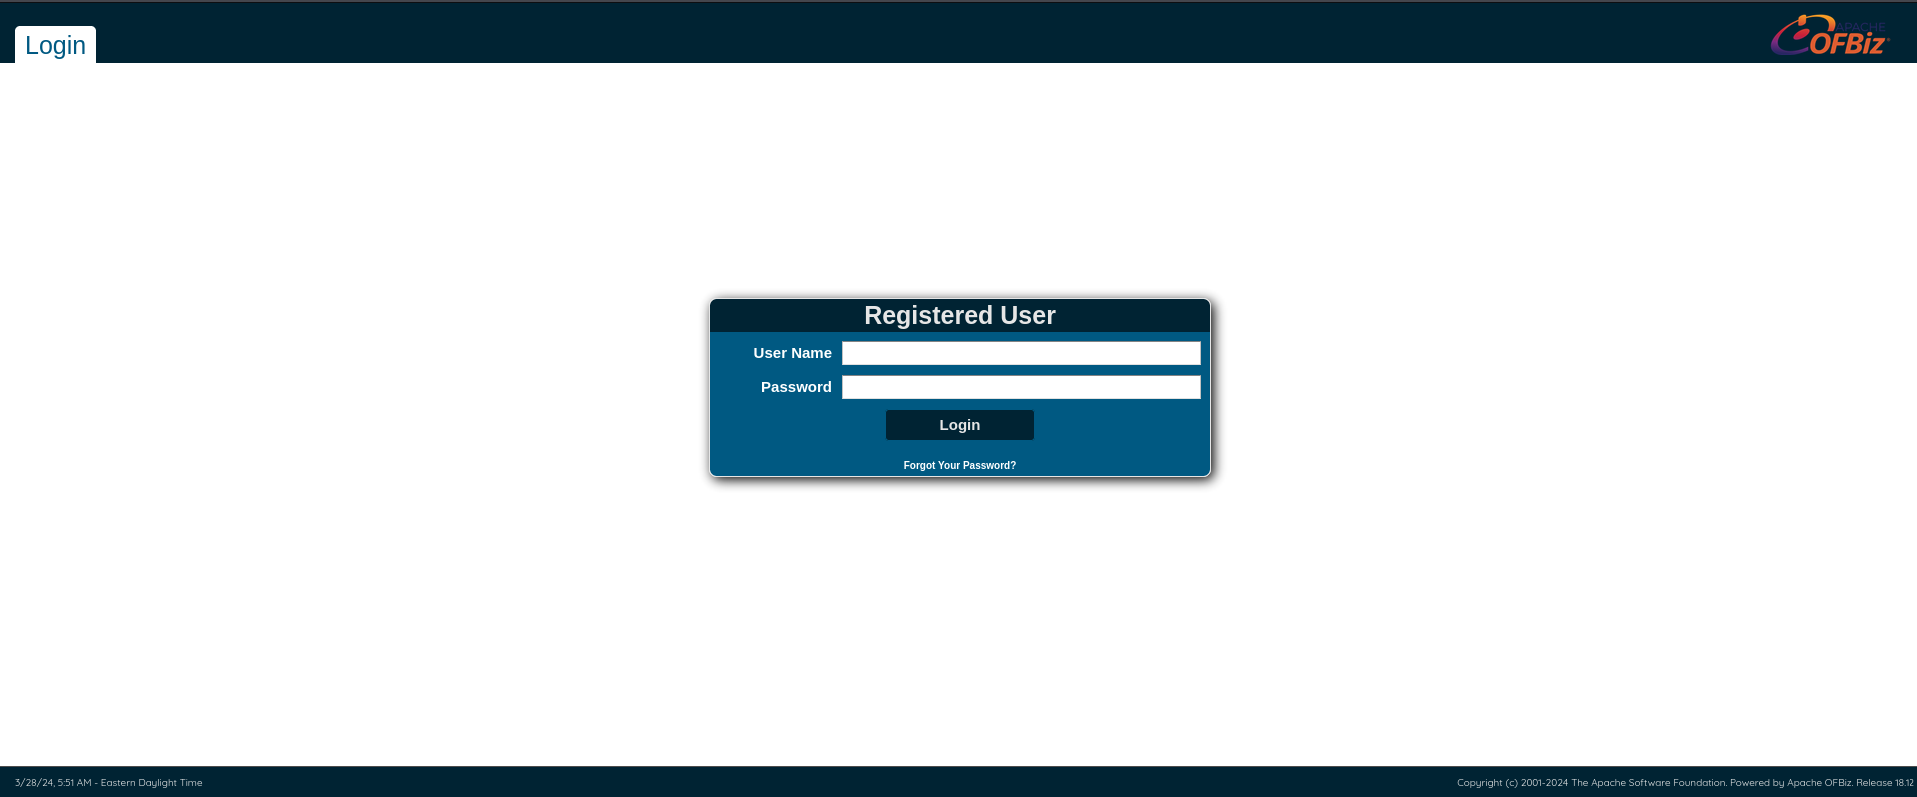 Login
APACHE
OFBiz
Registered User
User Name
Password
Login
Forgot Your Password?
3/28/24, 5:51 AM - Eastern Daylight Time
Copyright (c) 2001-2024 The Apache Software Foundation. Powered by Apache OFBiz. Release 18.12